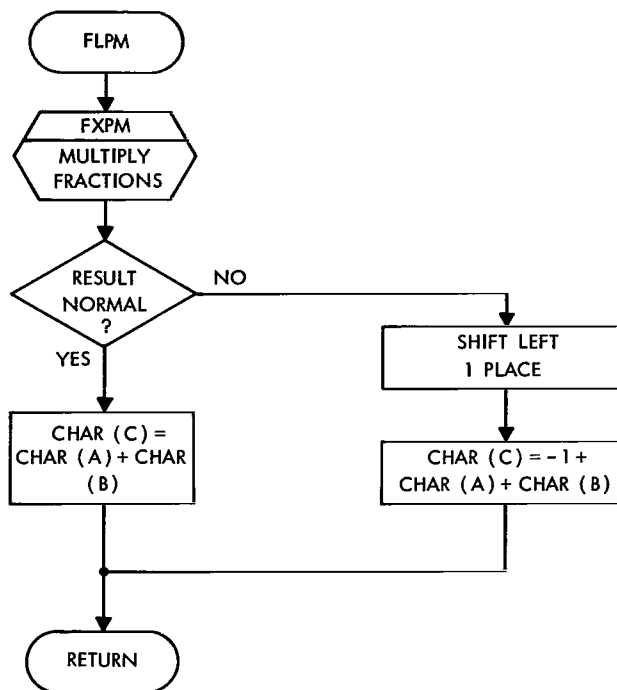 FLPM
FXPM
MULTIPLY
FRACTIONS
RESULT
NORMAL
?
NO
YES
SHIFT LEFT
1 PLACE
CHAR (C) =
CHAR (A) + CHAR
(B)
CHAR (C) = -1 +
CHAR (A) + CHAR (B)
RETURN